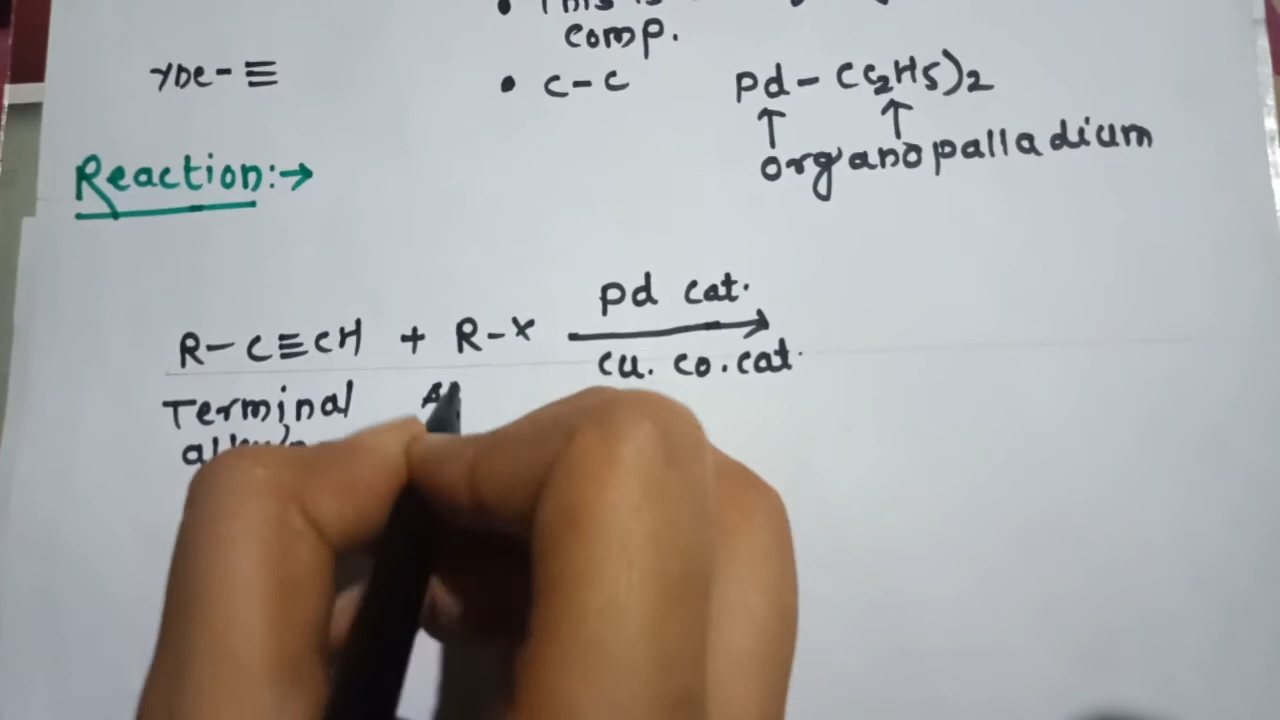 comp.
yne - ≡
• C-C
Pd - C(C2H5)2
↑ ↑
organopalladium
Reaction:→
R-C≡CH + R-X
Pd cat.
Cu. Co. cat.
Terminal